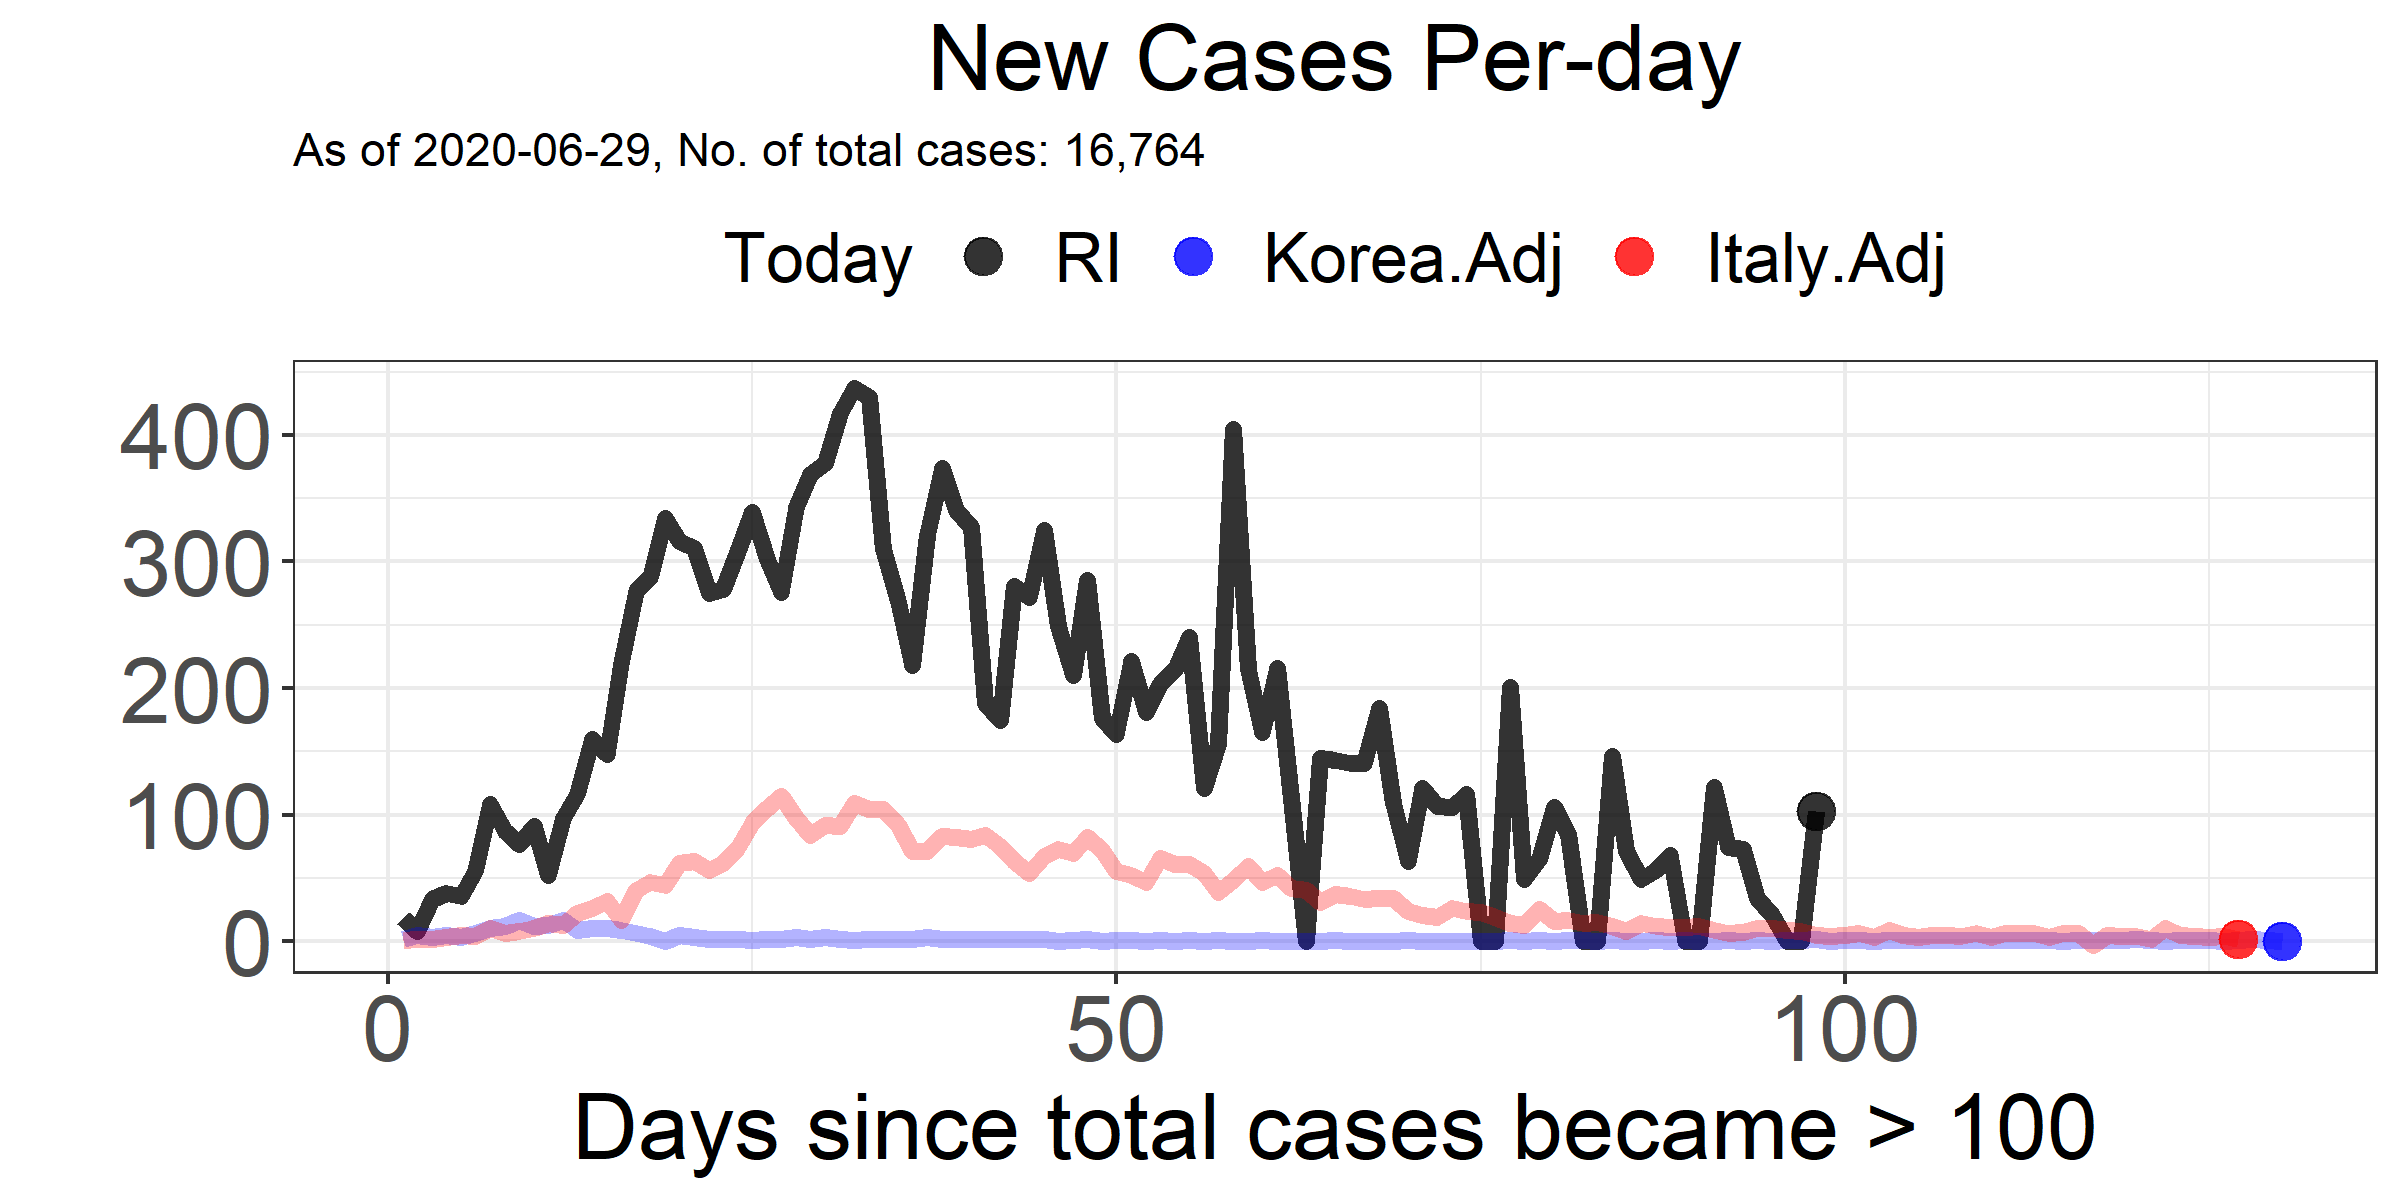 New Cases Per-day
As of 2020-06-29, No. of total cases: 16,764
Today RI Korea.Adj Italy.Adj
400
300
200
100
0
0 50 100
Days since total cases became > 100